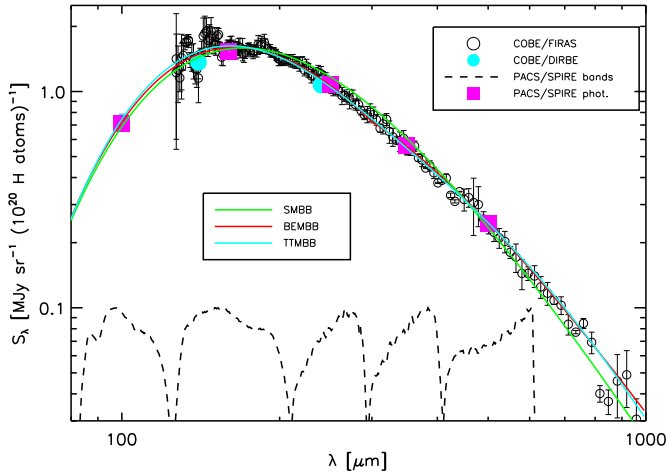 COBE/FIRAS
COBE/DIRBE
PACS/SPIRE bands
PACS/SPIRE phot.
SMBB
BEMBB
TTMBB
S_λ [MJy sr⁻¹ (10²⁰ H atoms)⁻¹]
1.0
0.1
100
1000
λ [μm]